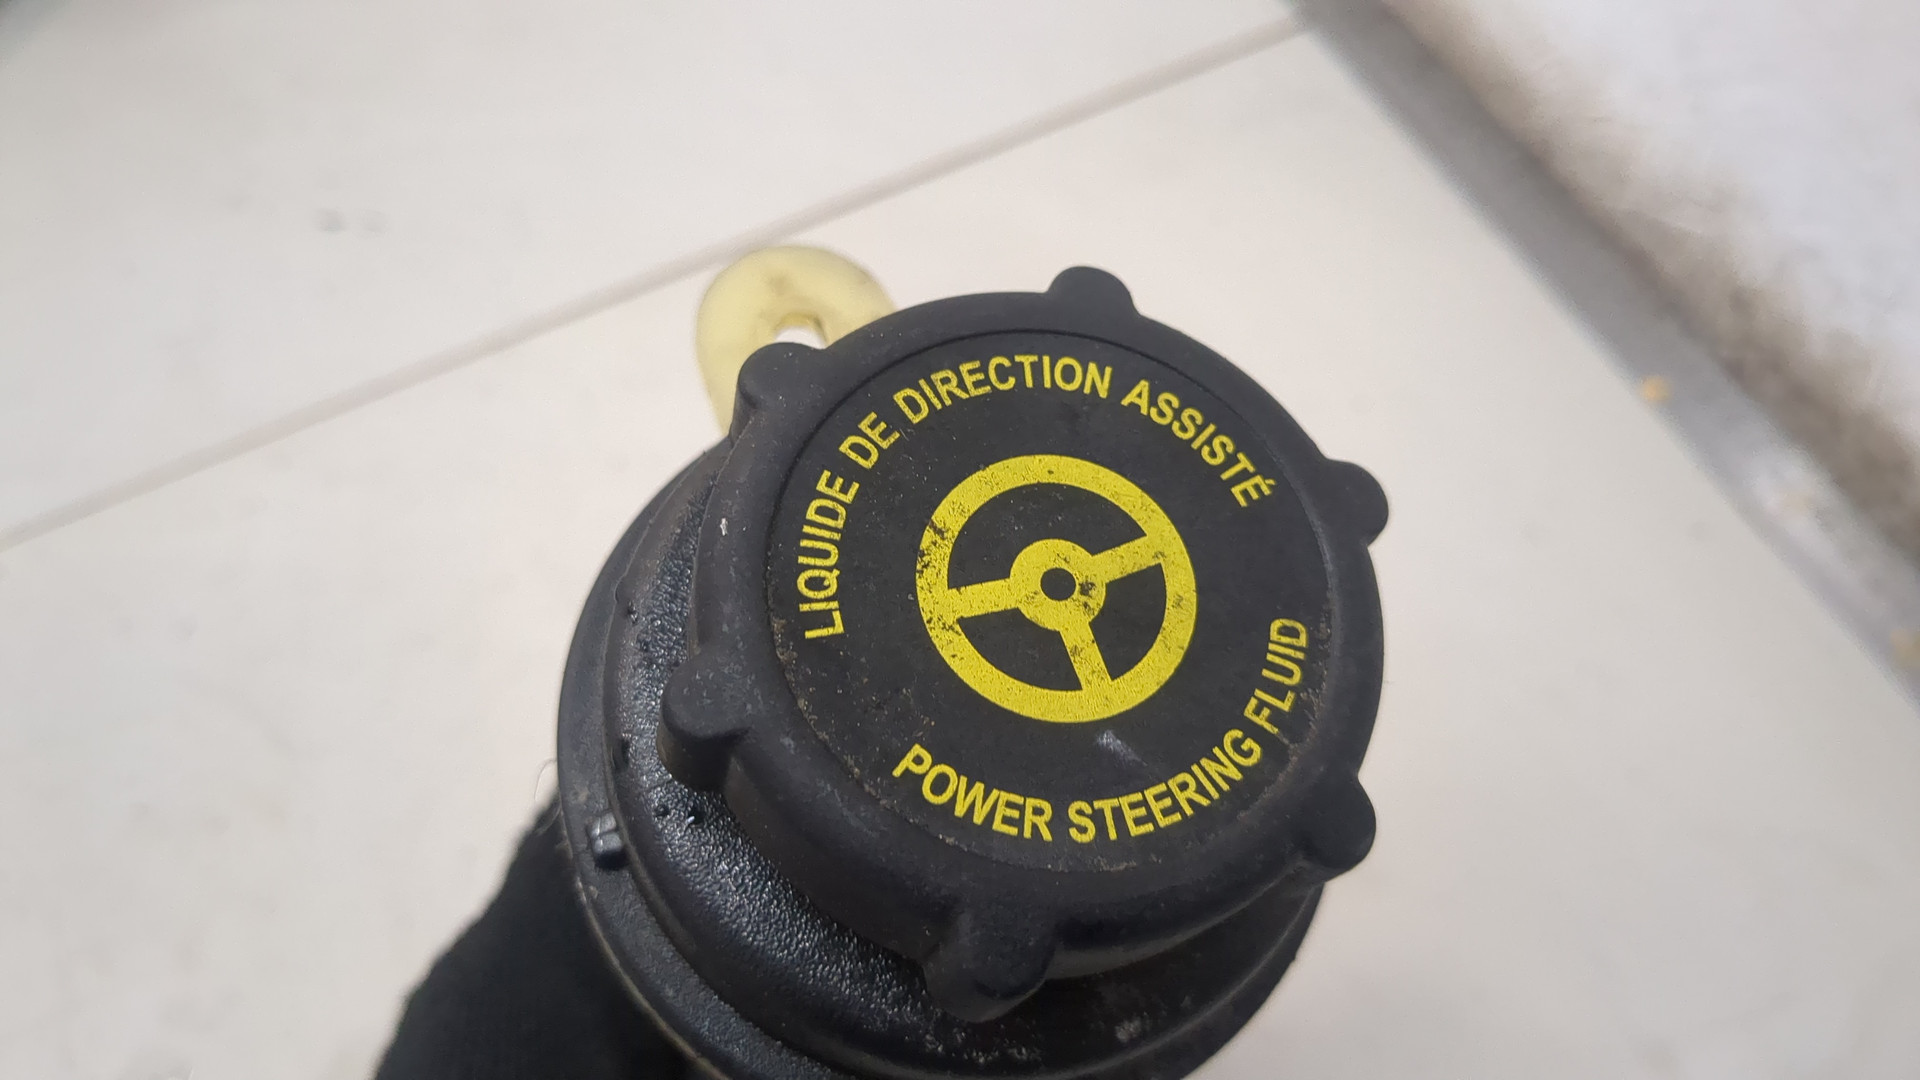 LIQUIDE DE DIRECTION ASSISTÉ
POWER STEERING FLUID